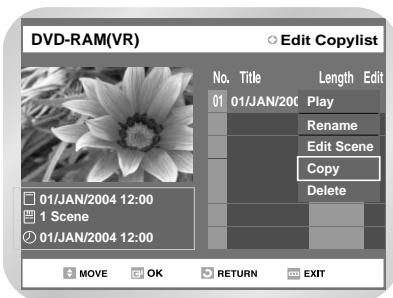 DVD-RAM(VR) Edit Copylist
No. Title Length Edit
01 01/JAN/200 Play
Rename
Edit Scene
Copy
Delete
01/JAN/2004 12:00
1 Scene
01/JAN/2004 12:00
MOVE OK RETURN EXIT